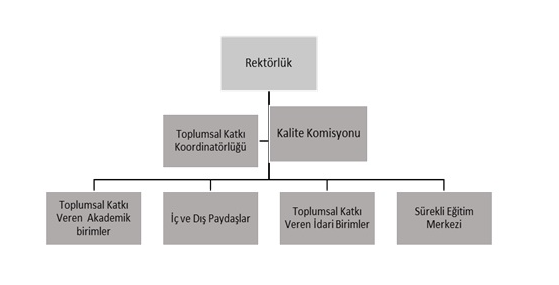 Rektörlük
Toplumsal Katkı
Koordinatörlüğü
Kalite Komisyonu
Toplumsal Katkı
Veren Akademik
birimler
İç ve Dış Paydaşlar
Toplumsal Katkı
Veren İdari Birimler
Sürekli Eğitim
Merkezi